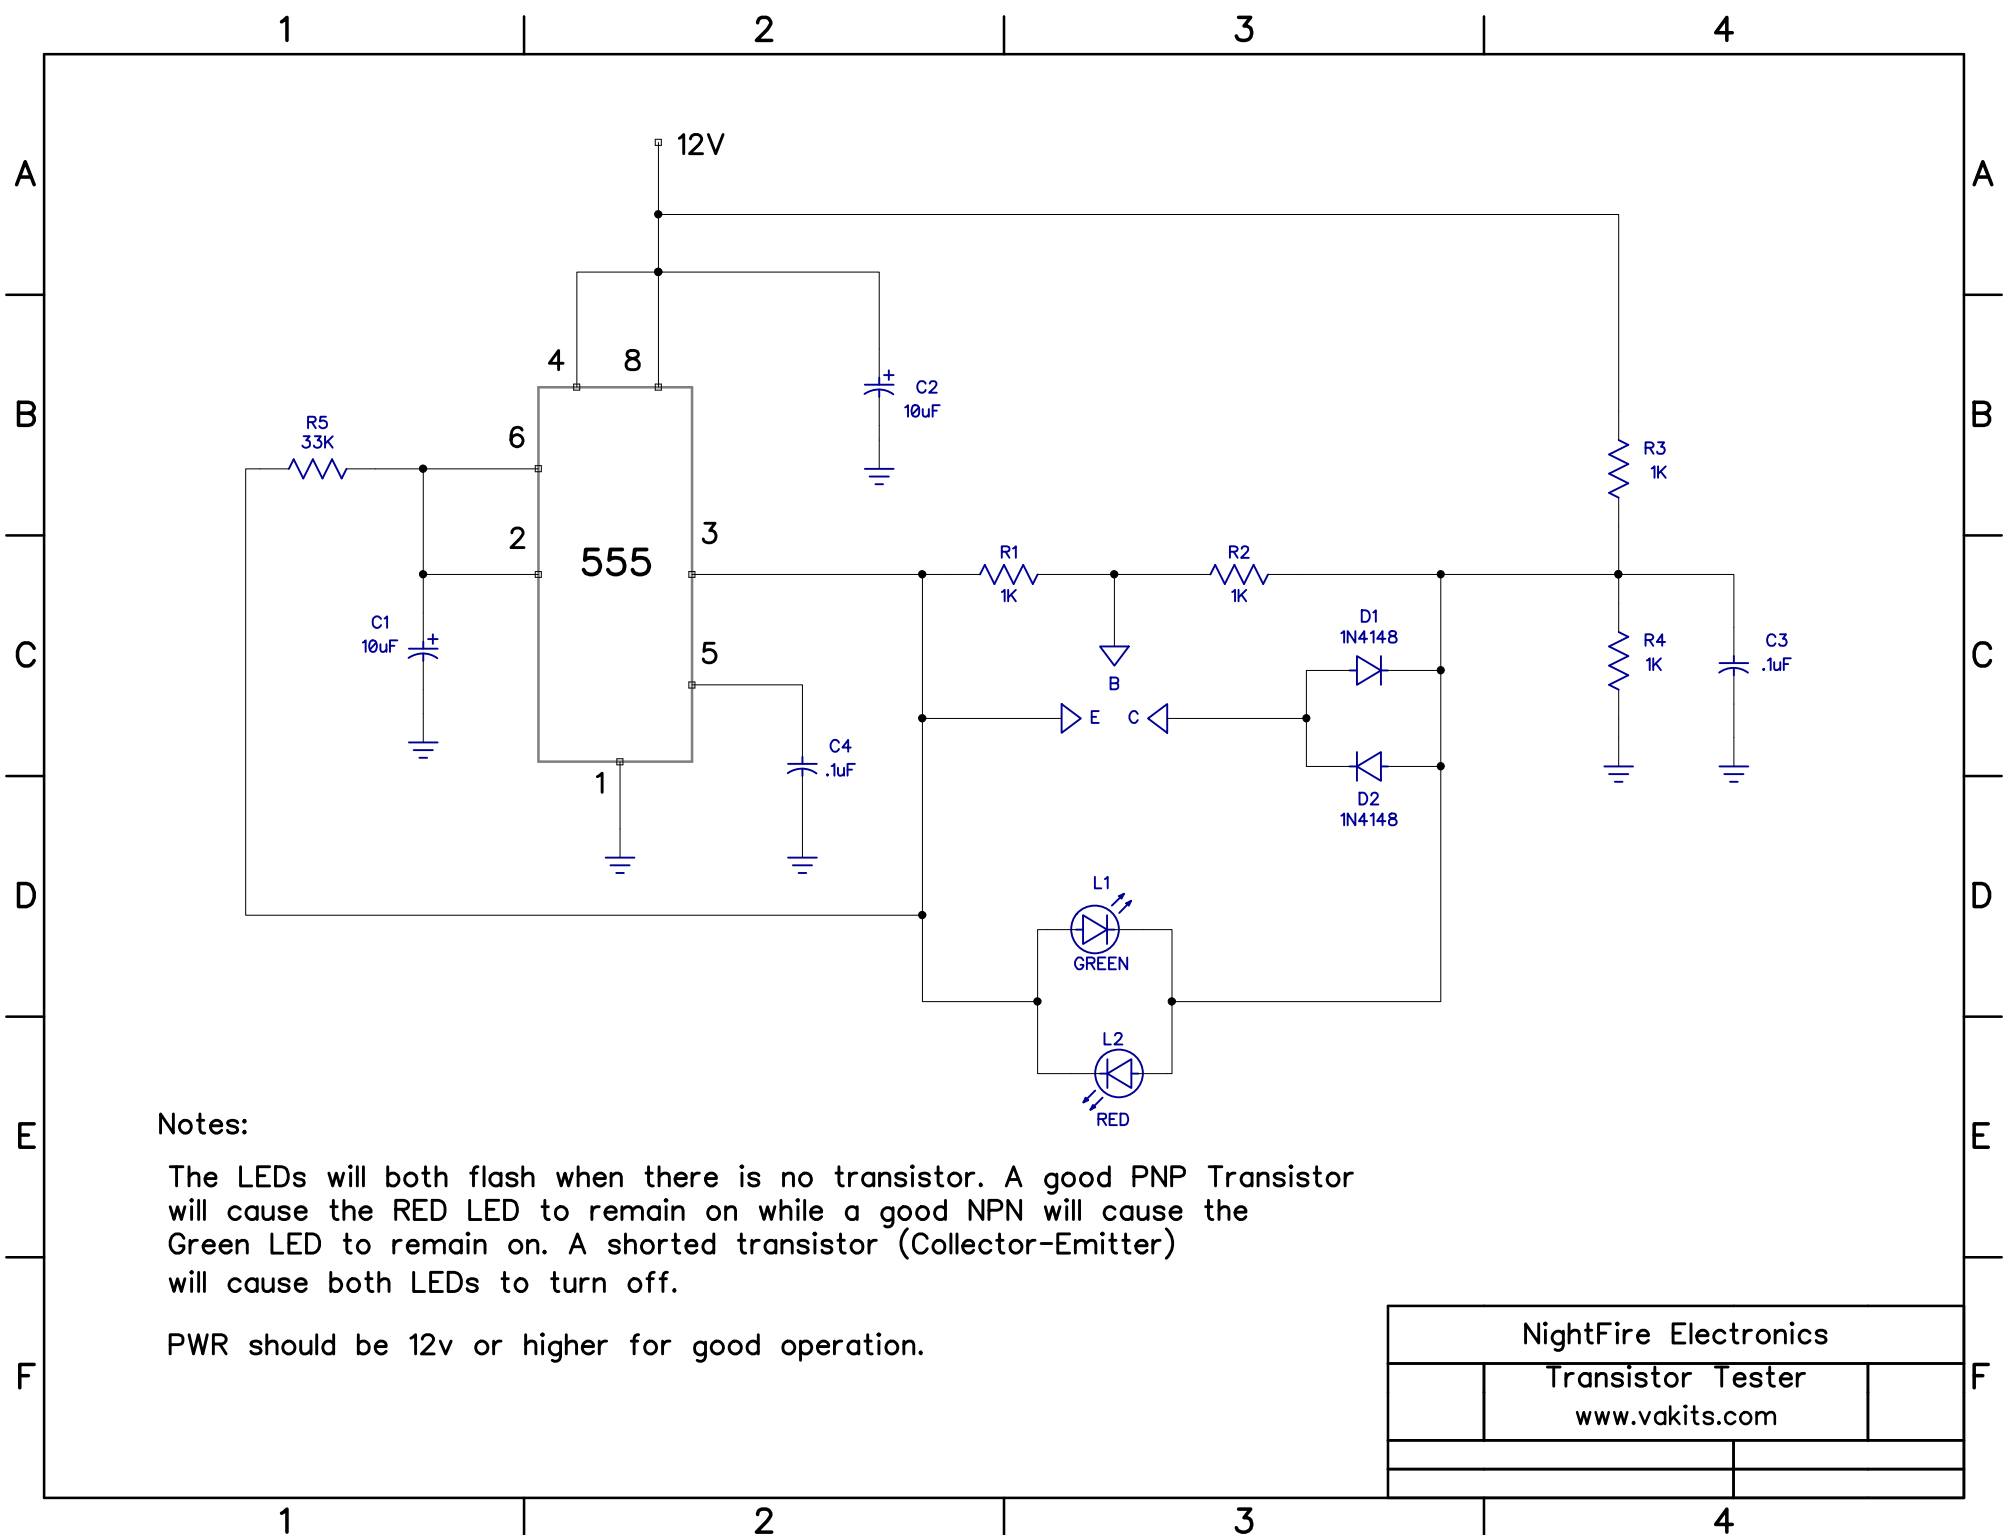 1 2 3 4
A A
12V
4 8
C2
10uF
B B
R5
33K
6
R3
1K
2 3
555
R1 R2
1K 1K
D1
1N4148
C1
10uF
5
C C
R4
1K
C3
.1uF
B
E C
C4
.1uF
1
D2
1N4148
D D
L1
GREEN
L2
RED
E E
Notes:
The LEDs will both flash when there is no transistor. A good PNP Transistor
will cause the RED LED to remain on while a good NPN will cause the
Green LED to remain on. A shorted transistor (Collector-Emitter)
will cause both LEDs to turn off.
PWR should be 12v or higher for good operation.
F F
NightFire Electronics
Transistor Tester
www.vakits.com
1 2 3 4